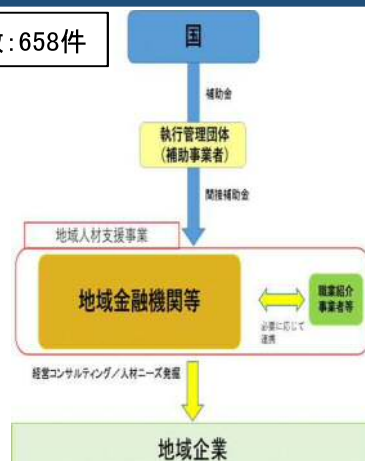 数:658件
国
補助金
執行管理団体
（補助事業者）
間接補助金
地域人材支援事業
地域金融機関等
職業紹介
事業者等
必要に応じて
連携
経営コンサルティング／人材ニーズ発掘
地域企業